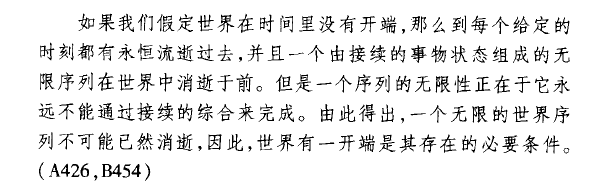 如果我们假定世界在时间里没有开端,那么到每个给定的
时刻都有永恒流逝过去,并且一个由接续的事物状态组成的无
限序列在世界中消逝于前。但是一个序列的无限性正在于它永
远不能通过接续的综合来完成。由此得出,一个无限的世界序
列不可能已然消逝,因此,世界有一开端是其存在的必要条件。
(A426,B454)